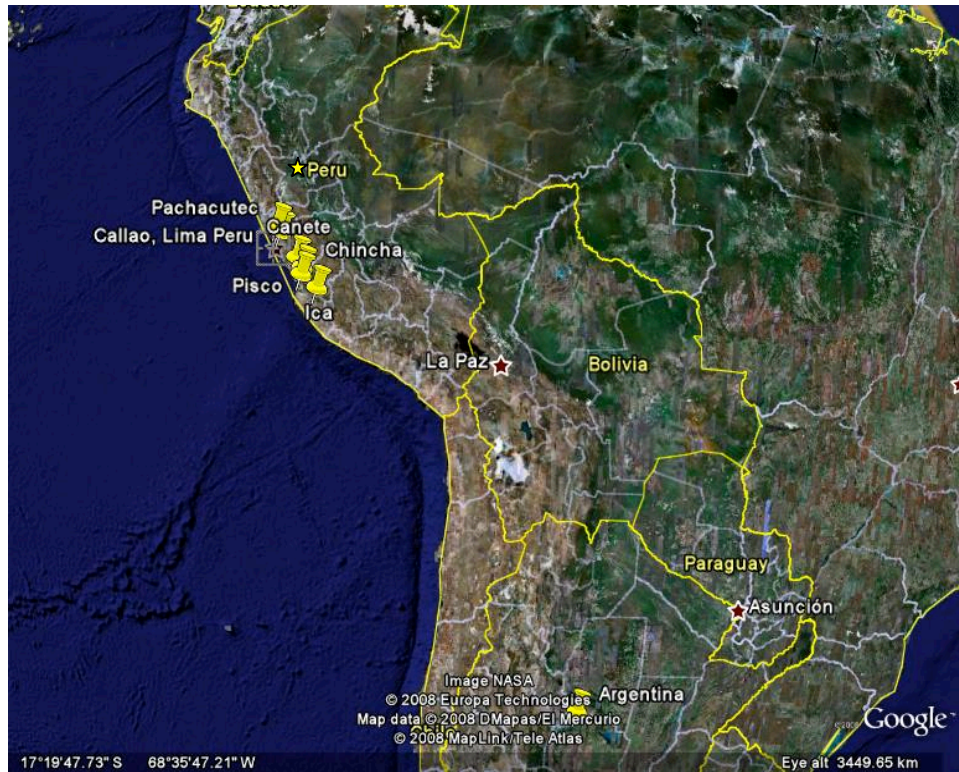 Peru
Pachacutec
Canete
Callao, Lima Peru
Chincha
Pisco
Ica
La Paz
Bolivia
Paraguay
Asunción
Image NASA
© 2008 Europa Technologies
Argentina
Map data © 2008 DMapas/El Mercurio
© 2008 MapLink/Tele Atlas
©2008 Google™
17°19'47.73" S 68°35'47.21" W Eye alt 3449.65 km